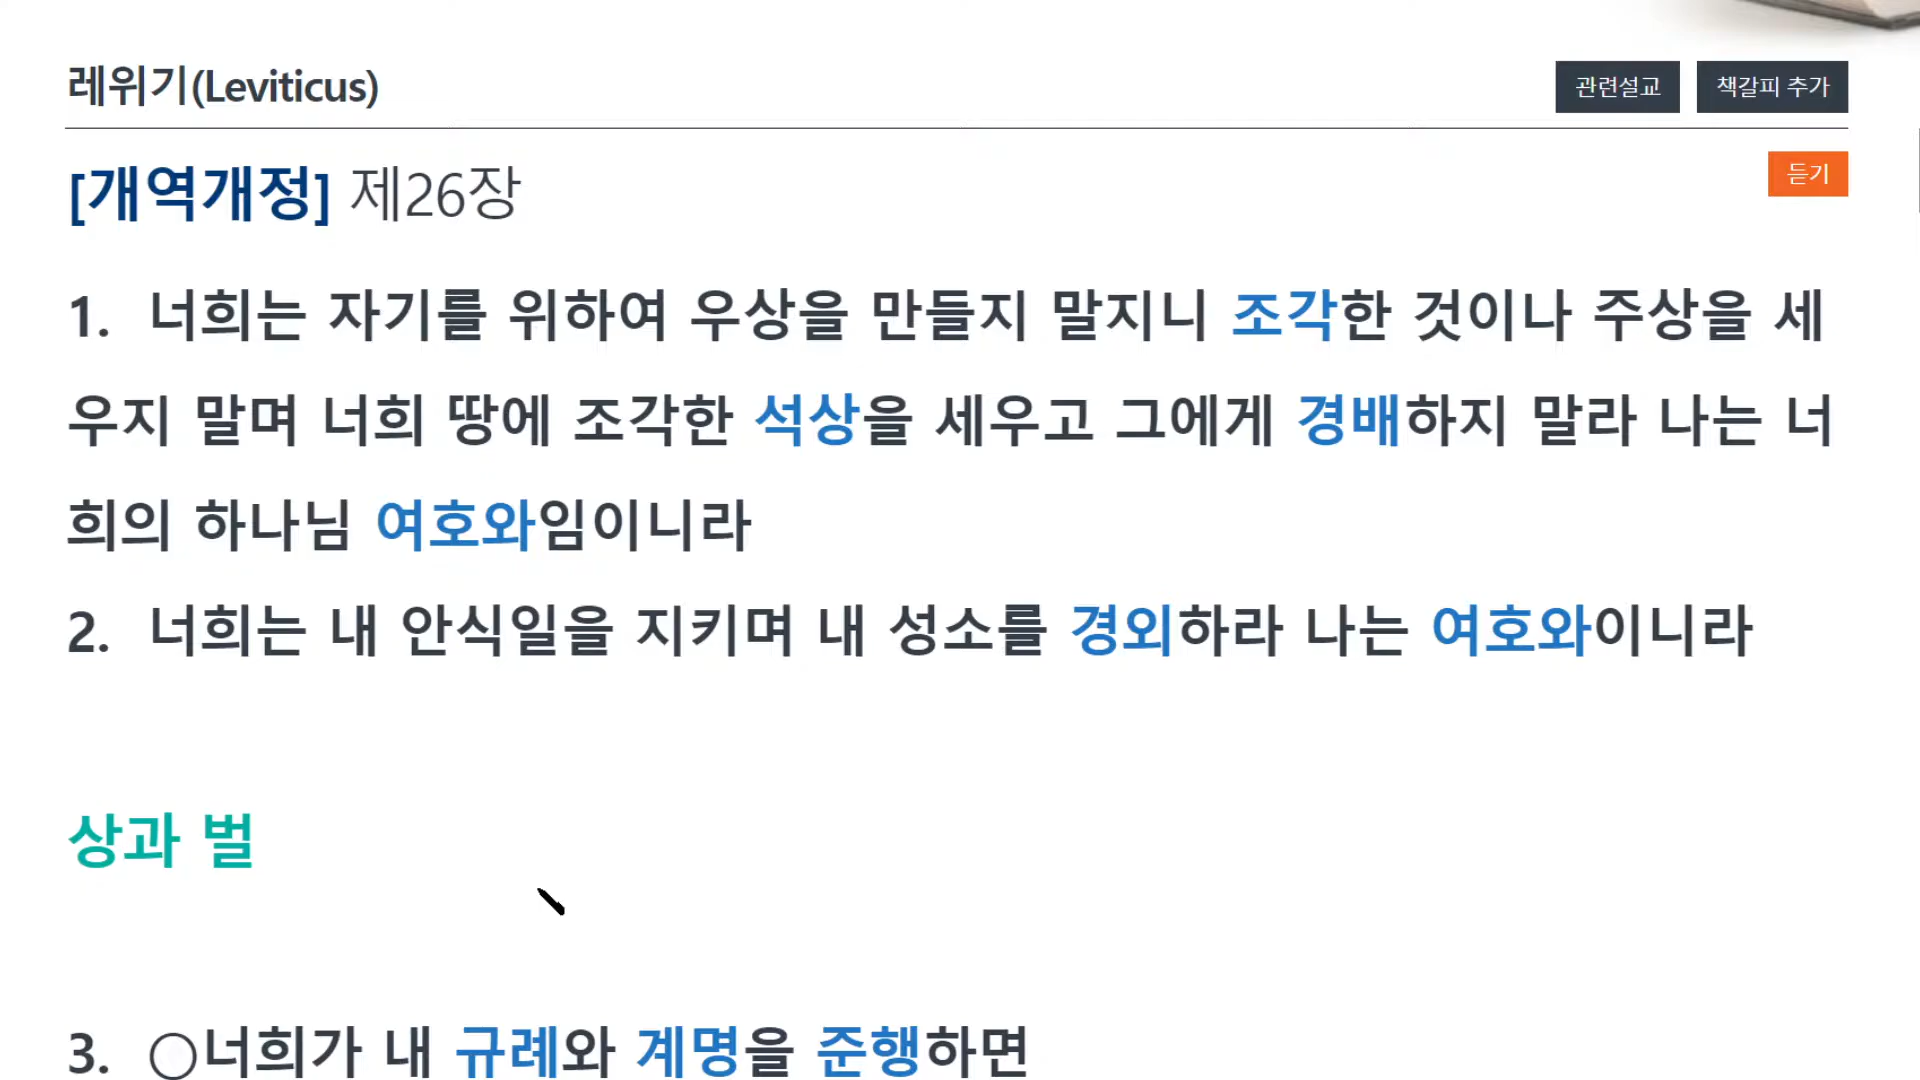 레위기(Leviticus)
관련설교
책갈피 추가
[개역개정] 제26장
듣기
1. 너희는 자기를 위하여 우상을 만들지 말지니 조각한 것이나 주상을 세
우지 말며 너희 땅에 조각한 석상을 세우고 그에게 경배하지 말라 나는 너
희의 하나님 여호와임이니라
2. 너희는 내 안식일을 지키며 내 성소를 경외하라 나는 여호와이니라
상과 벌
3. ○너희가 내 규례와 계명을 준행하면